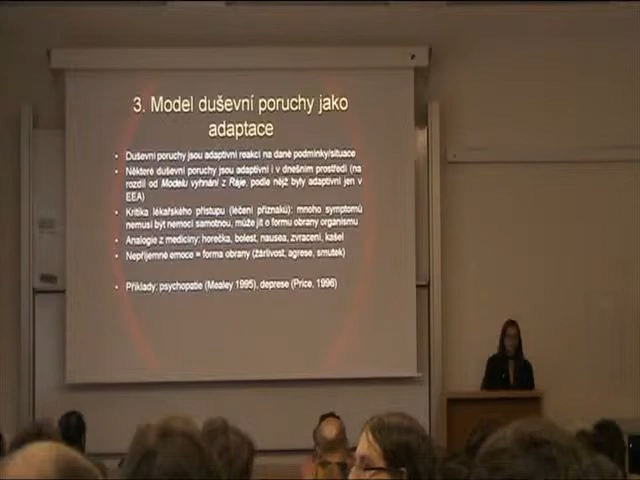 3. Model duševní poruchy jako
adaptace
• Duševní poruchy jsou adaptivní reakcí na dané podmínky/situace
• Některé duševní poruchy jsou adaptivní i v dnešním prostředí (na
rozdíl od Modelu vyhnání z Ráje, podle nějž byly adaptivní jen v
EEA)
• Kritika lékařského přístupu (léčení příznaků): mnoho symptomů
nemusí být nemocí samotnou, může jít o formu obrany organismu
• Analogie z medicíny: horečka, bolest, nausea, zvracení, kašel
• Nepříjemné emoce = forma obrany (žárlivost, agrese, smutek)
• Příklady: psychopatie (Mealey 1995), deprese (Price, 1996)